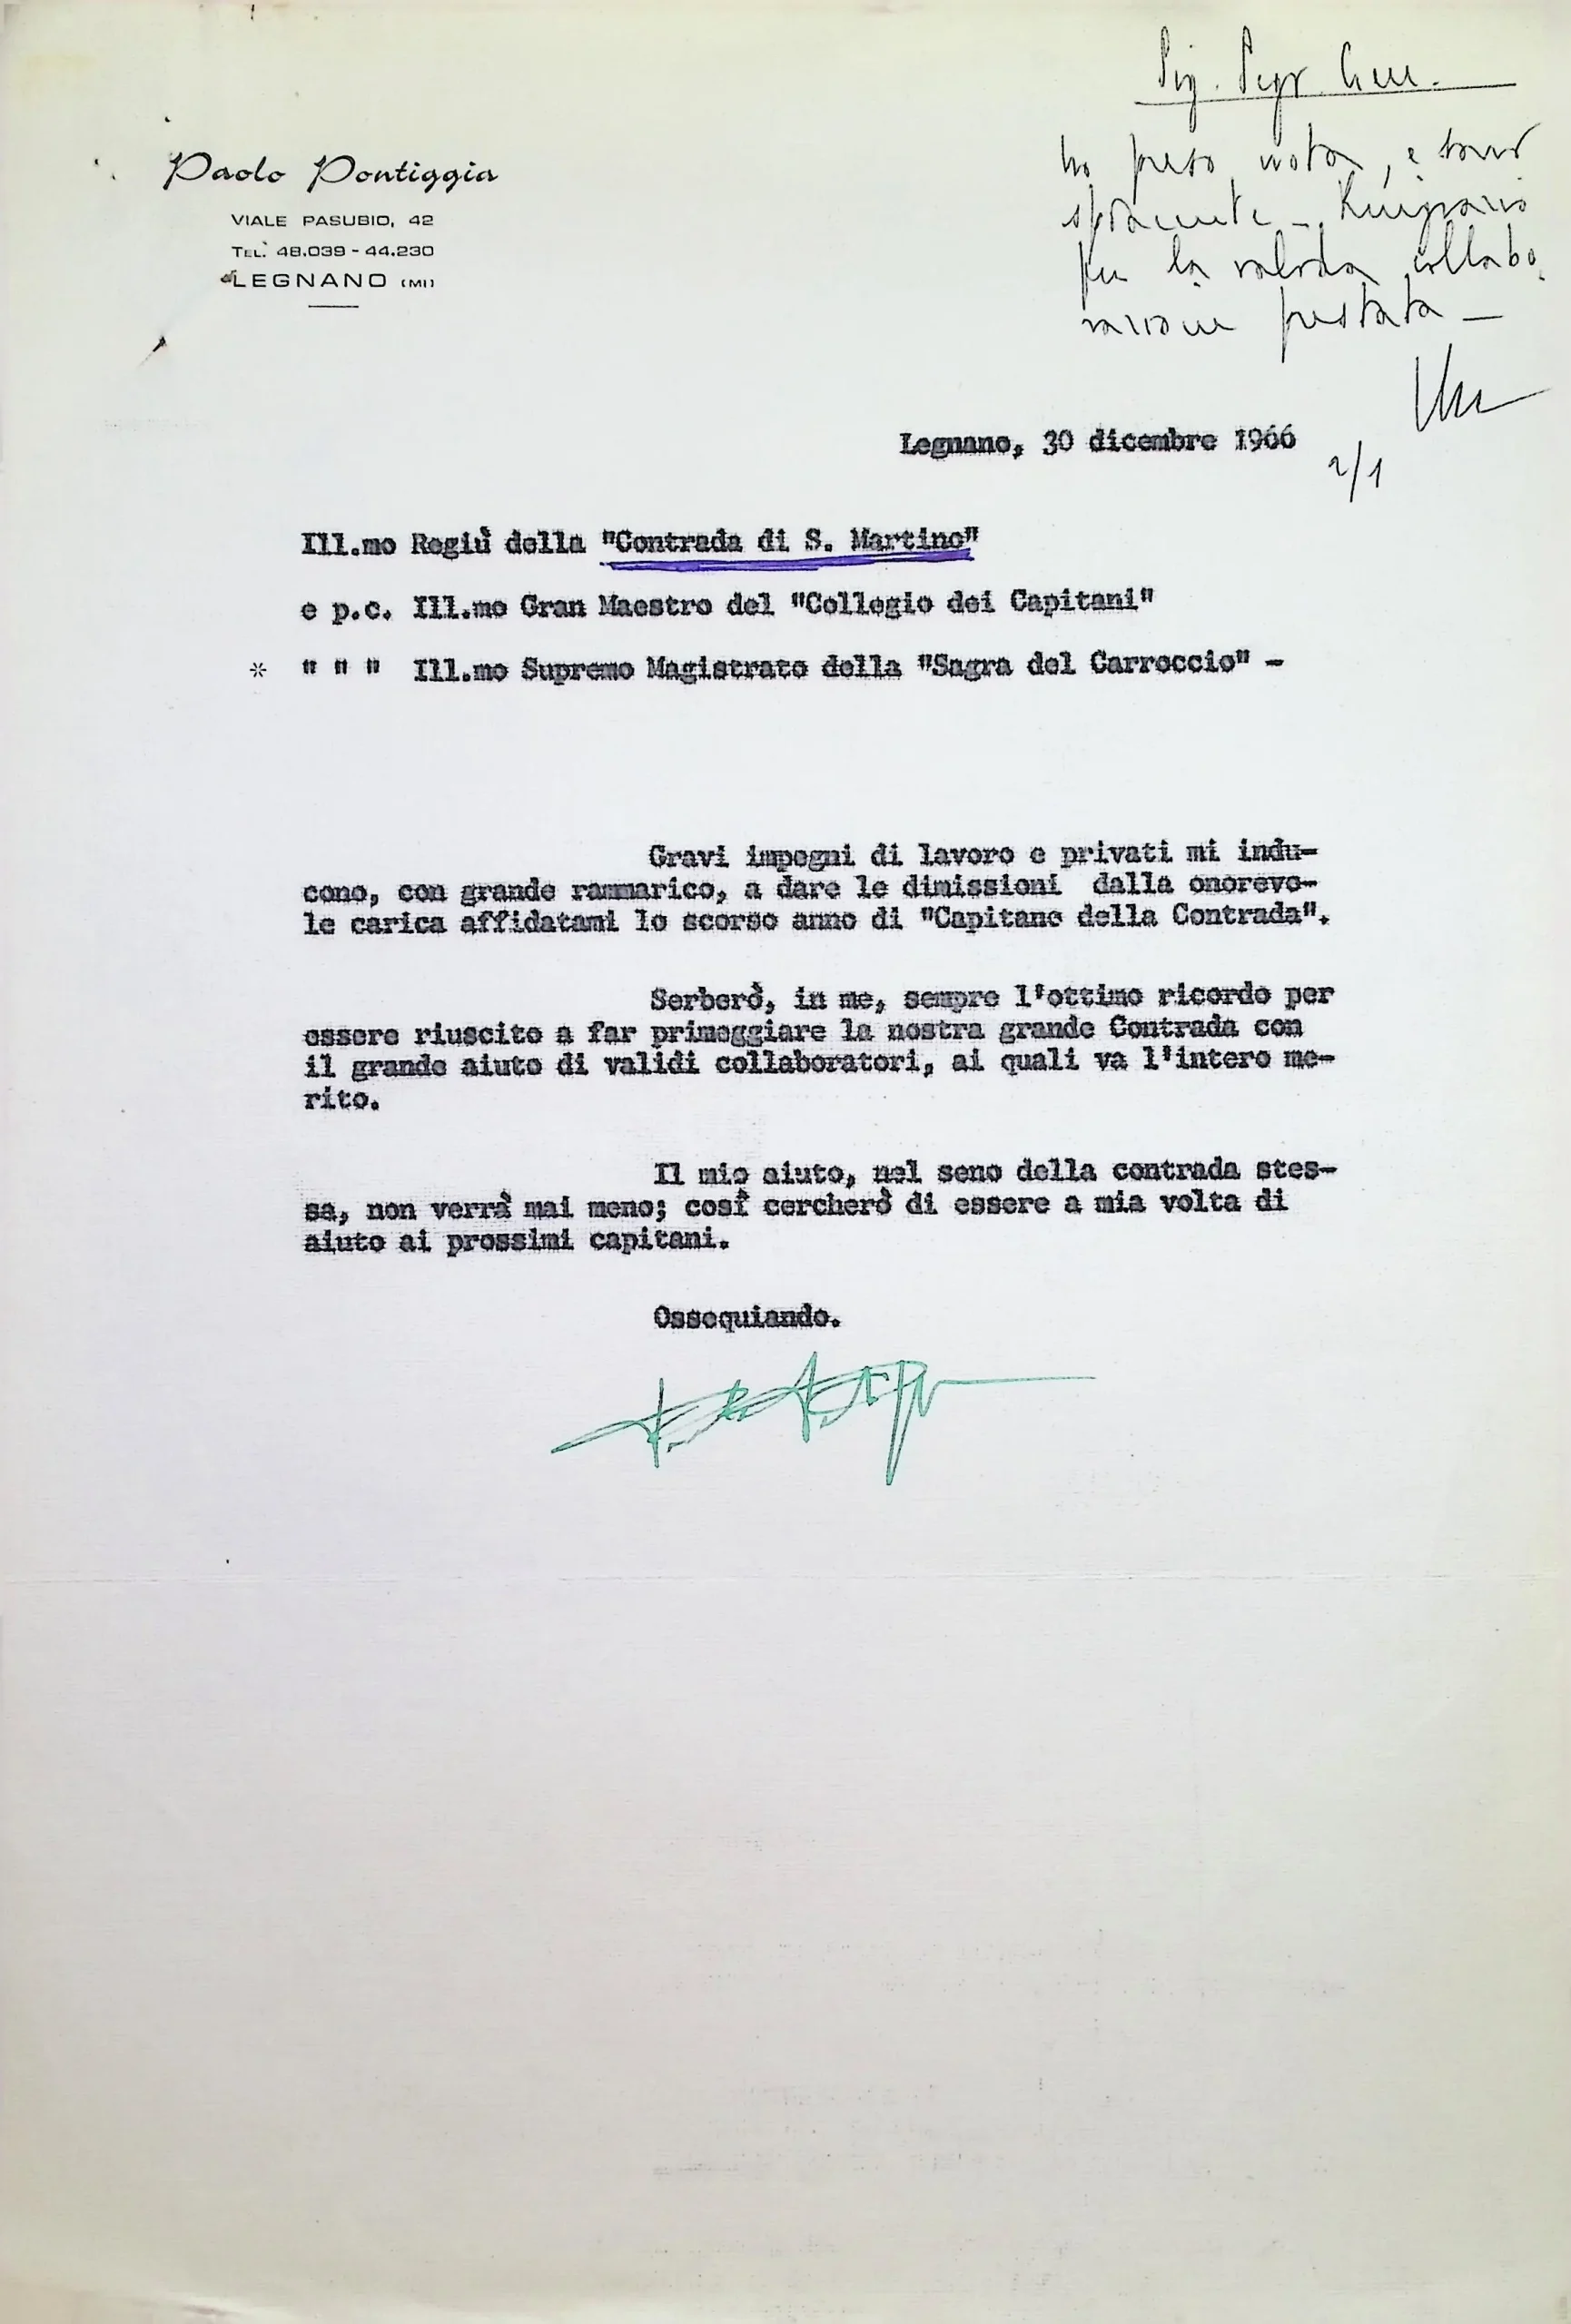 Sig. Segr. Gen.
ho preso nota, e
Ringrazio
per la valida collabo
razione prestata —
2/1
Paolo Pontiggia
VIALE PASUBIO, 42
TEL. 48.039 - 44.230
LEGNANO (MI)
Legnano, 30 dicembre 1966
Ill.mo Regiù della "Contrada di S. Martino"
e p.c. Ill.mo Gran Maestro del "Collegio dei Capitani"
* " " " Ill.mo Supremo Magistrato della "Sagra del Carroccio" -
Gravi impegni di lavoro e privati mi indu-
cono, con grande rammarico, a dare le dimissioni dalla onorevo-
le carica affidatami lo scorso anno di "Capitano della Contrada".
Serberò, in me, sempre l'ottimo ricordo per
essere riuscito a far primeggiare la nostra grande Contrada con
il grande aiuto di validi collaboratori, ai quali va l'intero me-
rito.
Il mio aiuto, nel seno della contrada stes-
sa, non verrà mai meno; così cercherò di essere a mia volta di
aiuto ai prossimi capitani.
Ossequiando.